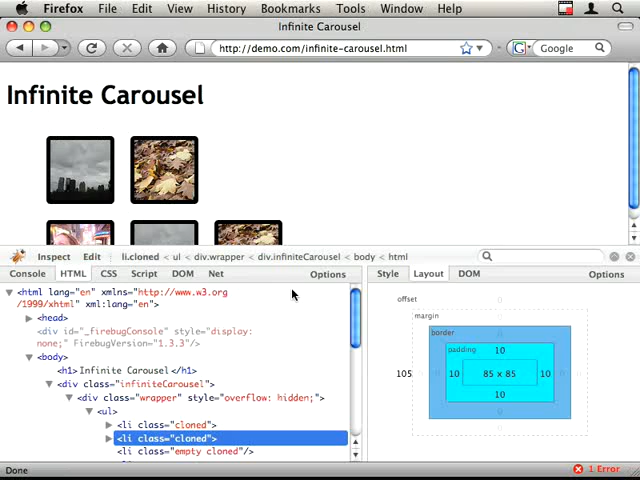 Firefox File Edit View History Bookmarks Tools Window Help
Infinite Carousel
http://demo.com/infinite-carousel.html
Google
Infinite Carousel
Inspect Edit li.cloned < ul < div.wrapper < div.infiniteCarousel < body < html
Console HTML CSS Script DOM Net Options
Style Layout DOM Options
<html lang="en" xmlns="http://www.w3.org
/1999/xhtml" xml:lang="en">
<head>
<div id="_firebugConsole" style="display:
none;" FirebugVersion="1.3.3"/>
<body>
<h1>Infinite Carousel</h1>
<div class="infiniteCarousel">
<div class="wrapper" style="overflow: hidden;">
<ul>
<li class="cloned">
<li class="cloned">
<li class="empty cloned"/>
offset
margin
border
padding 10
105 10 85 x 85 10
10
Done
1 Error